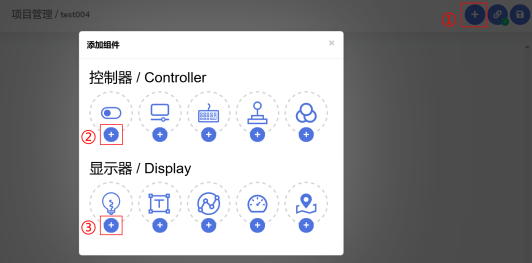 项目管理 / test004
①
添加组件
×
控制器 / Controller
②
显示器 / Display
T
③